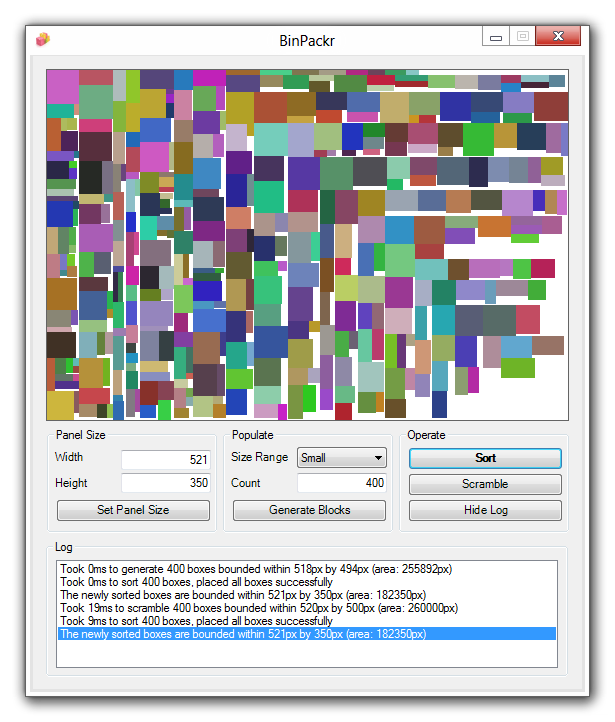 BinPackr
Panel Size
Width
521
Height
350
Set Panel Size
Populate
Size Range
Small
Count
400
Generate Blocks
Operate
Sort
Scramble
Hide Log
Log
Took 0ms to generate 400 boxes bounded within 518px by 494px (area: 255892px)
Took 0ms to sort 400 boxes, placed all boxes successfully
The newly sorted boxes are bounded within 521px by 350px (area: 182350px)
Took 19ms to scramble 400 boxes bounded within 520px by 500px (area: 260000px)
Took 9ms to sort 400 boxes, placed all boxes successfully
The newly sorted boxes are bounded within 521px by 350px (area: 182350px)